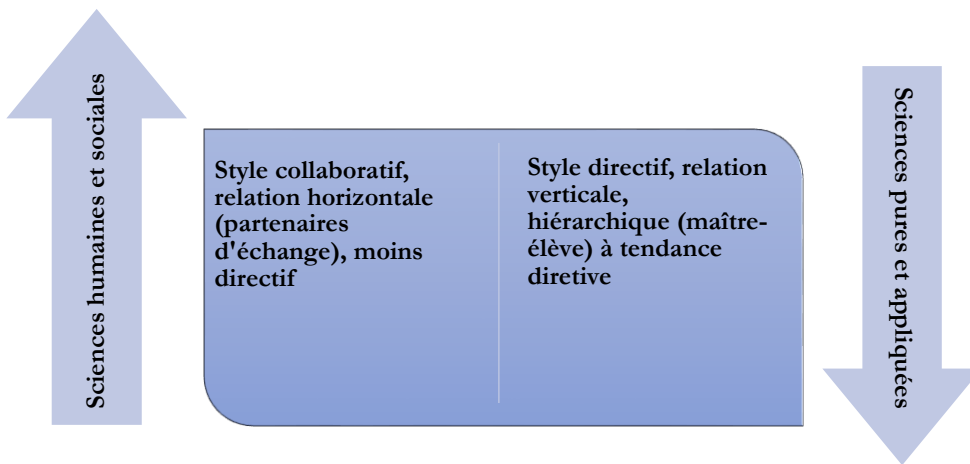 Sciences humaines et sociales
Style collaboratif,
relation horizontale
(partenaires
d'échange), moins
directif
Style directif, relation
verticale,
hiérarchique (maître-
élève) à tendance
diretive
Sciences pures et appliquées